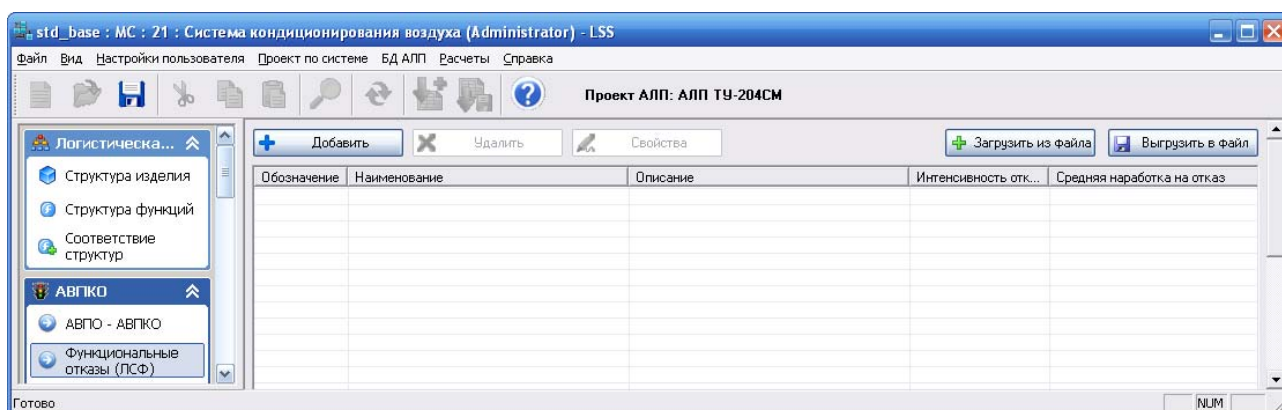 std_base : МС : 21 : Система кондиционирования воздуха (Administrator) - LSS
Файл Вид Настройки пользователя Проект по системе БД АЛП Расчеты Справка
Проект АЛП: АЛП ТУ-204СМ
Логистическа...
Структура изделия
Структура функций
Соответствие
структур
АВПКО
АВПО - АВПКО
Функциональные
отказы (ЛСФ)
Добавить Удалить Свойства Загрузить из файла Выгрузить в файл
Обозначение Наименование Описание Интенсивность отк... Средняя наработка на отказ
Готово NUM